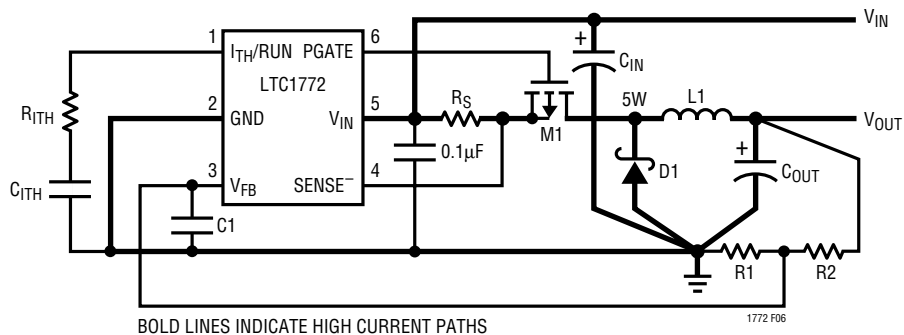 VIN
+
CIN
1
6
ITH/RUN PGATE
LTC1772
RITH
2
5
GND
VIN
RS
M1
5W
L1
VOUT
0.1µF
D1
+
COUT
3
4
VFB
SENSE–
CITH
C1
R1
R2
1772 F06
BOLD LINES INDICATE HIGH CURRENT PATHS